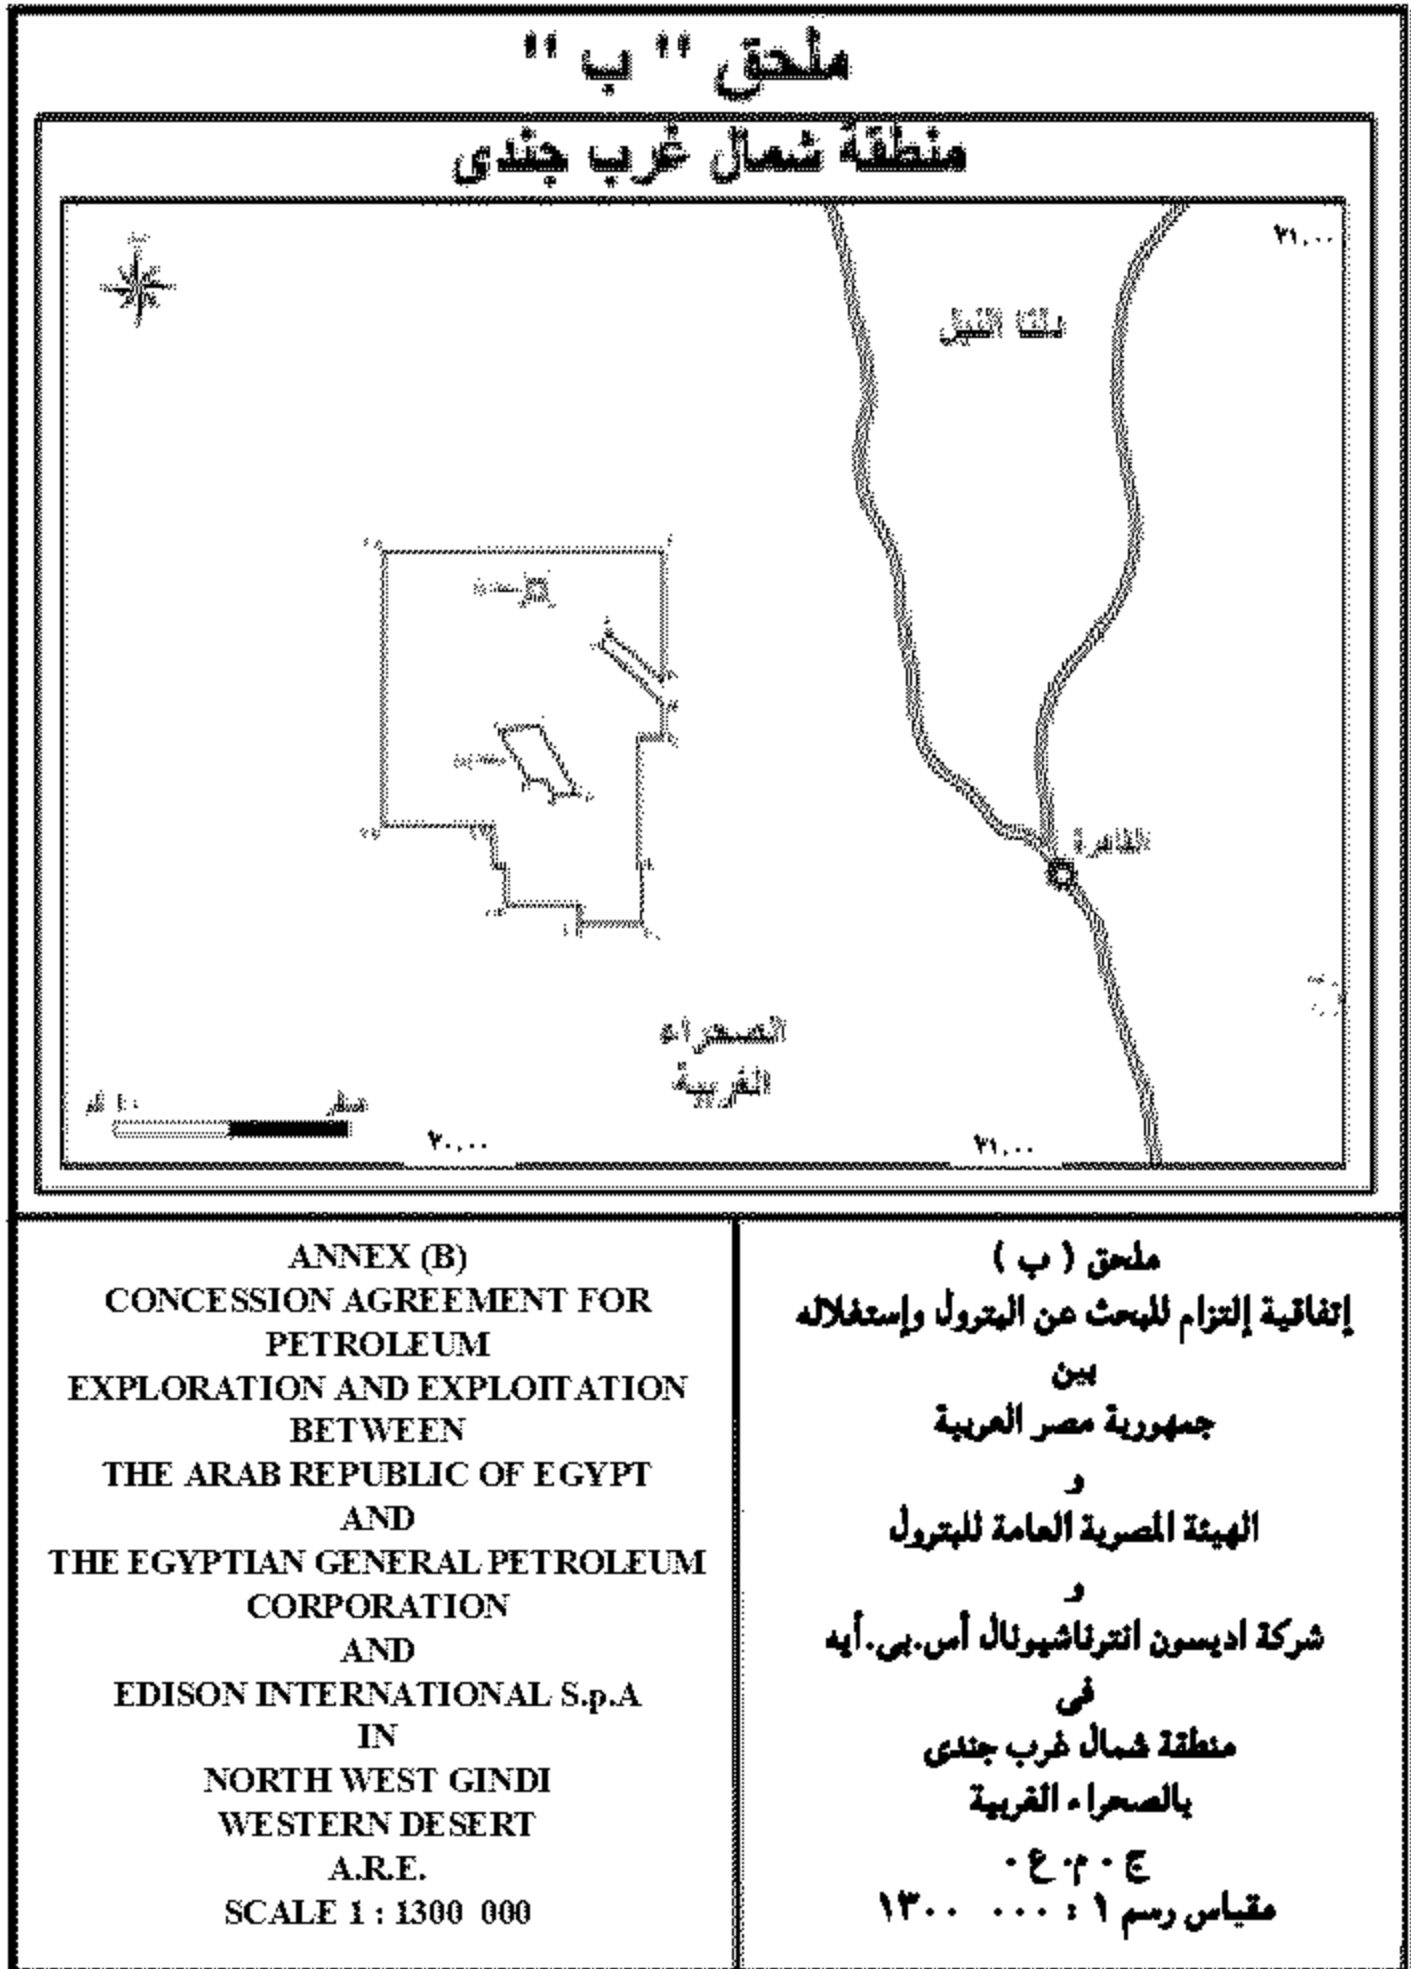 ملحق " ب "
منطقة شمال غرب جندى
٣١,٠٠
دلتا النيل
القاهرة
الصحراء
الغربية
صفر
٣٠,٠٠
٣١,٠٠
ANNEX (B)
CONCESSION AGREEMENT FOR
PETROLEUM
EXPLORATION AND EXPLOITATION
BETWEEN
THE ARAB REPUBLIC OF EGYPT
AND
THE EGYPTIAN GENERAL PETROLEUM
CORPORATION
AND
EDISON INTERNATIONAL S.p.A
IN
NORTH WEST GINDI
WESTERN DESERT
A.R.E.
SCALE 1 : 1300 000
ملحق ( ب )
إتفاقية إلتزام للبحث عن البترول وإستغلاله
بين
جمهورية مصر العربية
و
الهيئة المصرية العامة للبترول
و
شركة اديسون انترناشيونال أس.بى.أيه
فى
منطقة شمال غرب جندى
بالصحراء الغربية
ج ٠ م٠ ع ٠
مقياس رسم ١ : ٠٠٠ ١٣٠٠